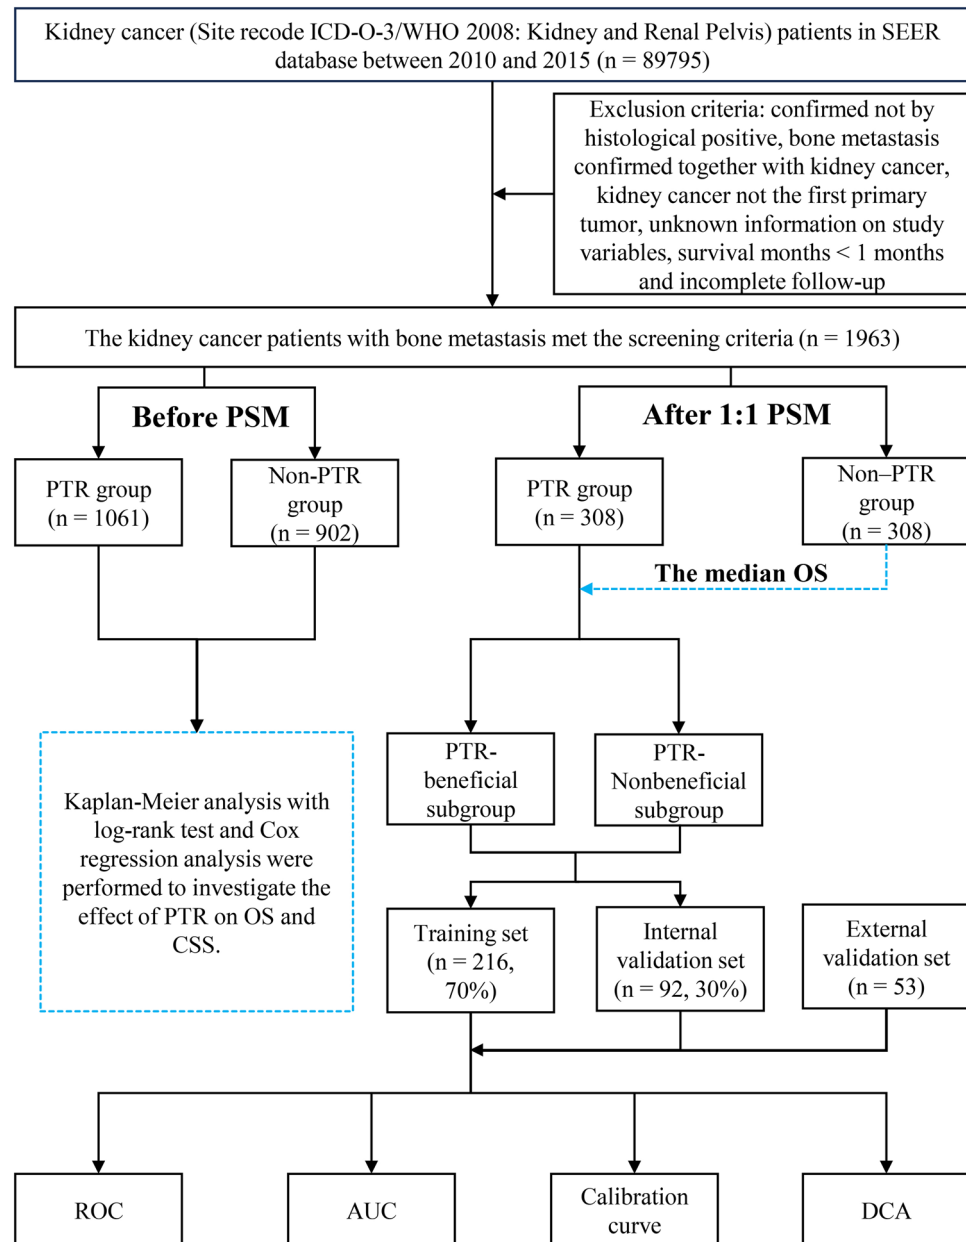 Kidney cancer (Site recode ICD-O-3/WHO 2008: Kidney and Renal Pelvis) patients in SEER
database between 2010 and 2015 (n = 89795)
Exclusion criteria: confirmed not by
histological positive, bone metastasis
confirmed together with kidney cancer,
kidney cancer not the first primary
tumor, unknown information on study
variables, survival months < 1 months
and incomplete follow-up
The kidney cancer patients with bone metastasis met the screening criteria (n = 1963)
Before PSM
After 1:1 PSM
PTR group
(n = 1061)
Non-PTR
group
(n = 902)
PTR group
(n = 308)
Non–PTR
group
(n = 308)
The median OS
Kaplan-Meier analysis with
log-rank test and Cox
regression analysis were
performed to investigate the
effect of PTR on OS and
CSS.
PTR-
beneficial
subgroup
PTR-
Nonbeneficial
subgroup
Training set
(n = 216,
70%)
Internal
validation set
(n = 92, 30%)
External
validation set
(n = 53)
ROC
AUC
Calibration
curve
DCA